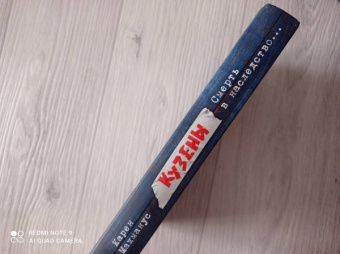 Карен
Макманус
КУЗЕНЫ
Смерть
в наследство...
REDMI NOTE 9
AI QUAD CAMERA